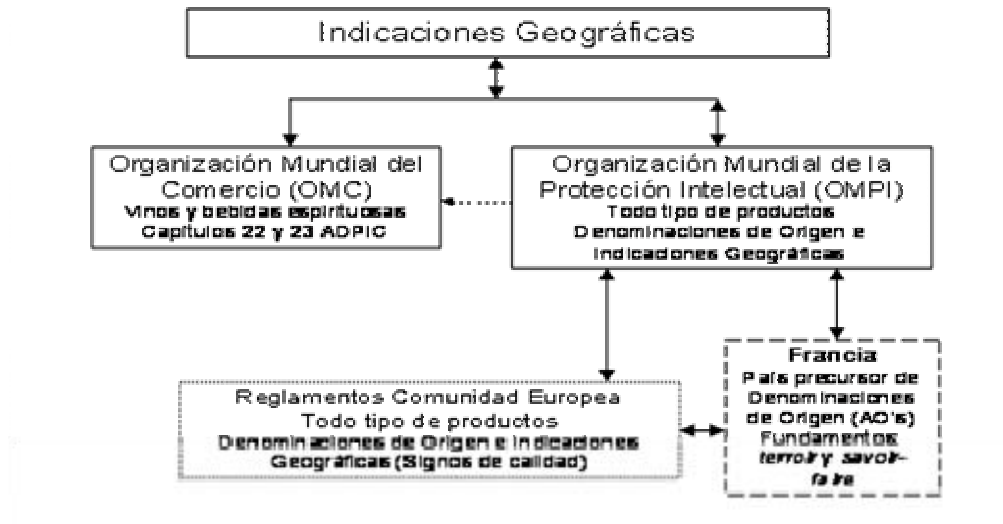 Indicaciones Geográficas
Organización Mundial del
Comercio (OMC)
Vinos y bebidas espirituosas
Capítulos 22 y 23 ADPIC
Organización Mundial de la
Protección Intelectual (OMPI)
Todo tipo de productos
Denominaciones de Origen e
Indicaciones Geográficas
Reglamentos Comunidad Europea
Todo tipo de productos
Denominaciones de Origen e Indicaciones
Geográficas (Signos de calidad)
Francia
País precursor de
Denominaciones
de Origen (AO's)
Fundamentos
terroir y savoir-
faire